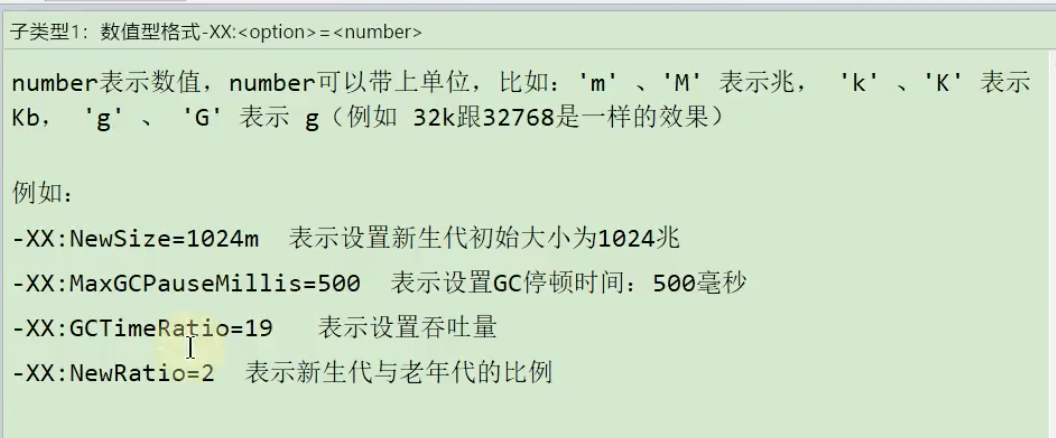 子类型1：数值型格式-XX:<option>=<number>
number表示数值，number可以带上单位，比如：'m' 、'M' 表示兆， 'k' 、'K' 表示
Kb， 'g' 、 'G' 表示 g（例如 32k跟32768是一样的效果）
例如：
-XX:NewSize=1024m 表示设置新生代初始大小为1024兆
-XX:MaxGCPauseMillis=500 表示设置GC停顿时间：500毫秒
-XX:GCTimeRatio=19 表示设置吞吐量
-XX:NewRatio=2 表示新生代与老年代的比例